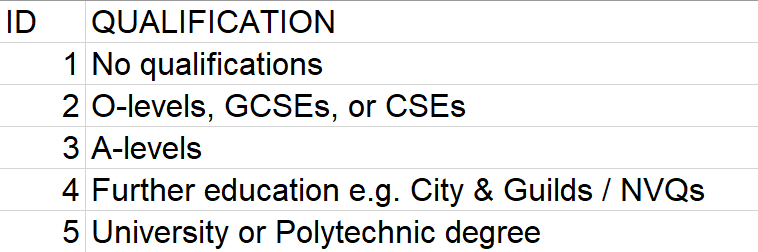 ID QUALIFICATION
1 No qualifications
2 O-levels, GCSEs, or CSEs
3 A-levels
4 Further education e.g. City & Guilds / NVQs
5 University or Polytechnic degree